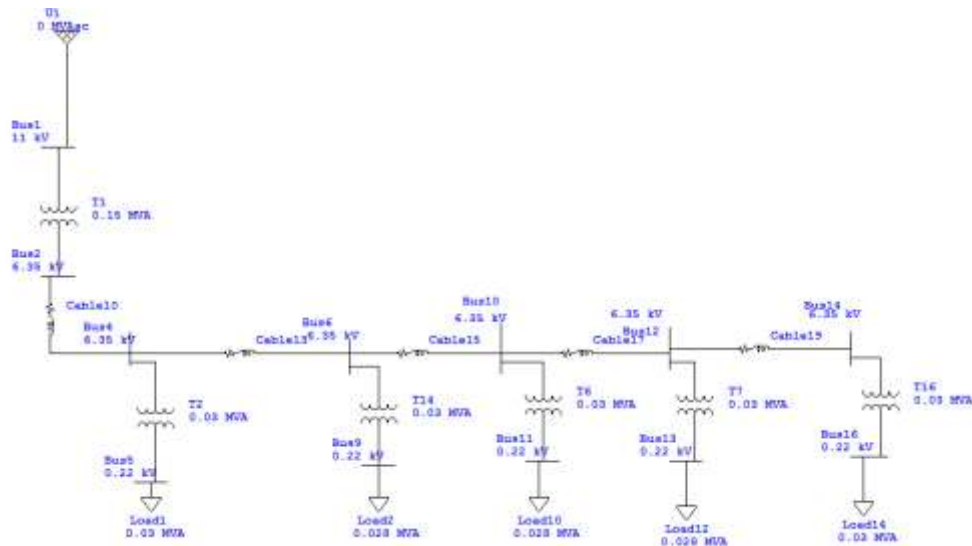 U1
0 MVAsc
Bus1
11 kV
T1
0.15 MVA
Bus2
6.35 kV
Cable10
Bus4
6.35 kV
Cable13
Bus6
6.35 kV
Cable15
Bus10
6.35 kV
Cable17
6.35 kV
Bus12
Cable19
Bus14
6.35 kV
T2
0.03 MVA
T14
0.03 MVA
T6
0.03 MVA
T7
0.03 MVA
T16
0.03 MVA
Bus5
0.22 kV
Bus9
0.22 kV
Bus11
0.22 kV
Bus13
0.22 kV
Bus16
0.22 kV
Load1
0.03 MVA
Load2
0.028 MVA
Load10
0.028 MVA
Load12
0.028 MVA
Load14
0.03 MVA